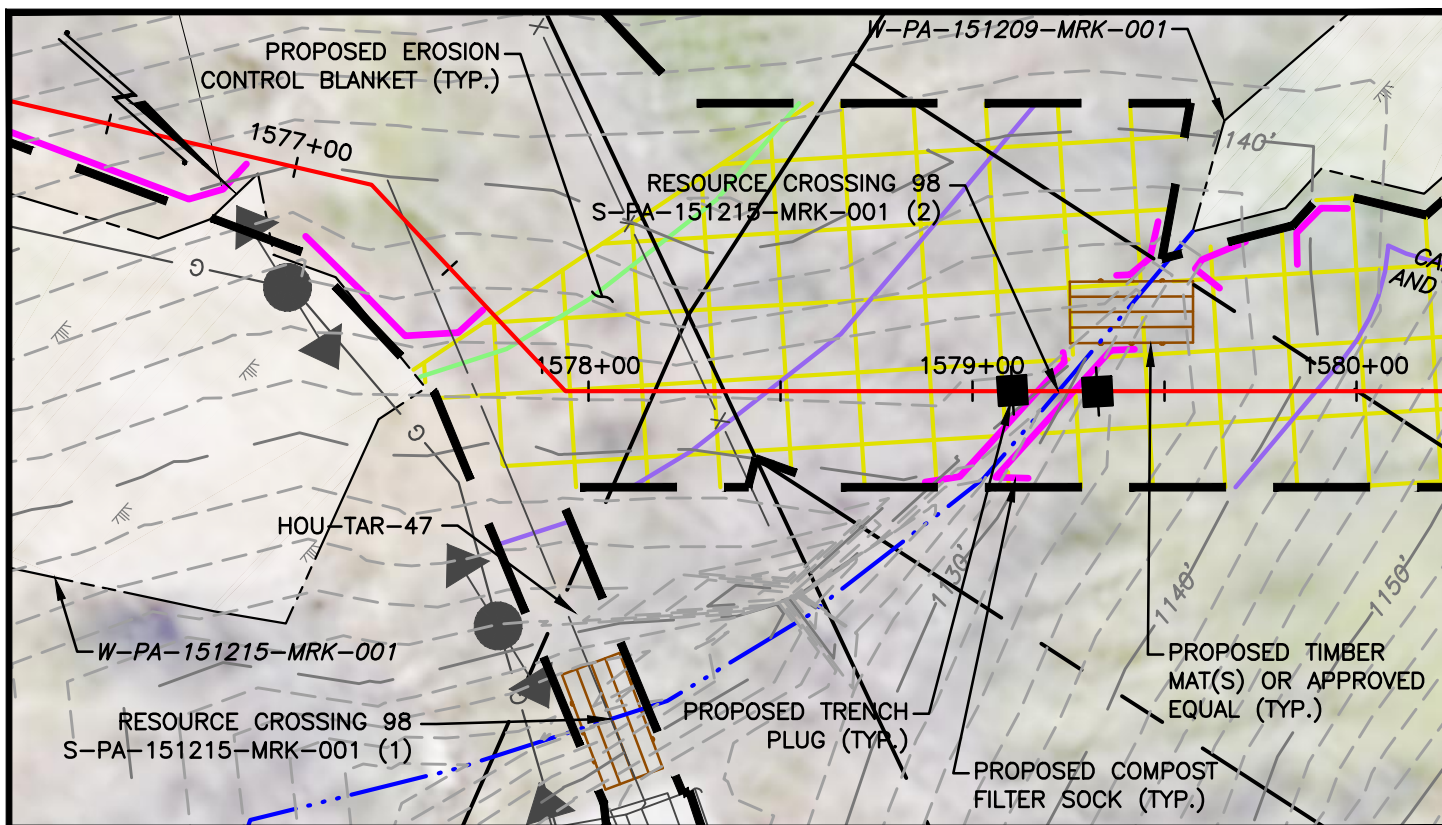 W-PA-151209-MRK-001
PROPOSED EROSION
CONTROL BLANKET (TYP.)
X
1577+00
1140'
RESOURCE CROSSING 98
S-PA-151215-MRK-001 (2)
G
CA
AND
1578+00
1579+00
1580+00
X
G
HOU-TAR-47
1130'
1140'
1150'
W-PA-151215-MRK-001
PROPOSED TIMBER
MAT(S) OR APPROVED
EQUAL (TYP.)
G
RESOURCE CROSSING 98
S-PA-151215-MRK-001 (1)
PROPOSED TRENCH
PLUG (TYP.)
PROPOSED COMPOST
FILTER SOCK (TYP.)